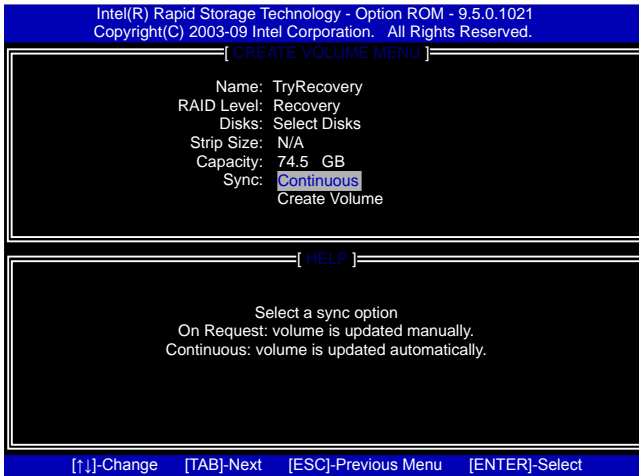 Intel(R) Rapid Storage Technology - Option ROM - 9.5.0.1021
Copyright(C) 2003-09 Intel Corporation. All Rights Reserved.
[ CREATE VOLUME MENU ]
Name: TryRecovery
RAID Level: Recovery
Disks: Select Disks
Strip Size: N/A
Capacity: 74.5 GB
Sync: Continuous
Create Volume
[ HELP ]
Select a sync option
On Request: volume is updated manually.
Continuous: volume is updated automatically.
[↑↓]-Change [TAB]-Next [ESC]-Previous Menu [ENTER]-Select